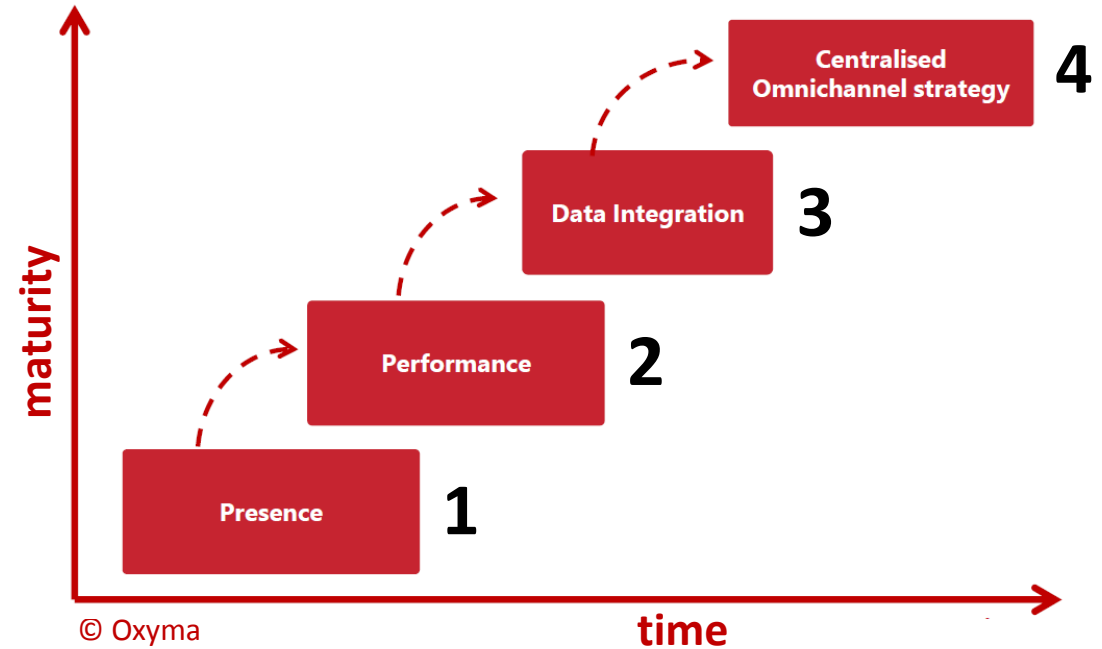 Centralised
Omnichannel strategy
4
Data Integration
3
Performance
2
Presence
1
maturity
time
© Oxyma